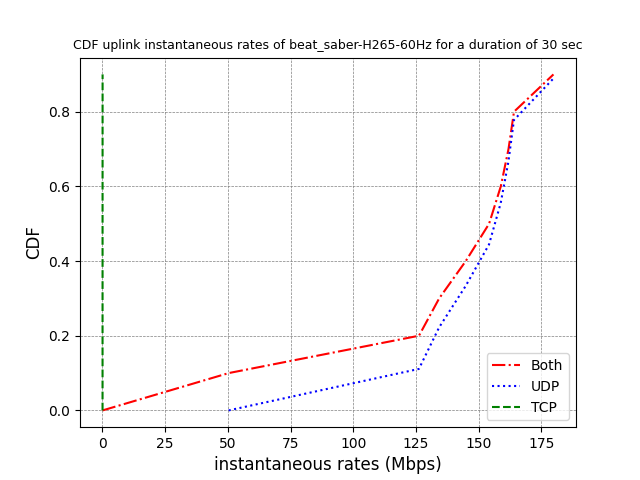 CDF uplink instantaneous rates of beat_saber-H265-60Hz for a duration of 30 sec
CDF
0.8
0.6
0.4
0.2
0.0
Both
UDP
TCP
0 25 50 75 100 125 150 175
instantaneous rates (Mbps)